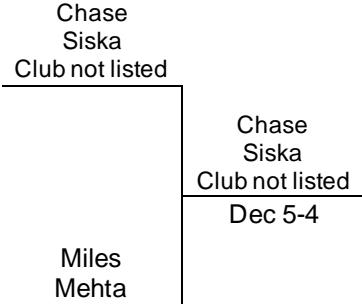 Chase
Siska
Club not listed
Chase
Siska
Club not listed
Dec 5-4
Miles
Mehta